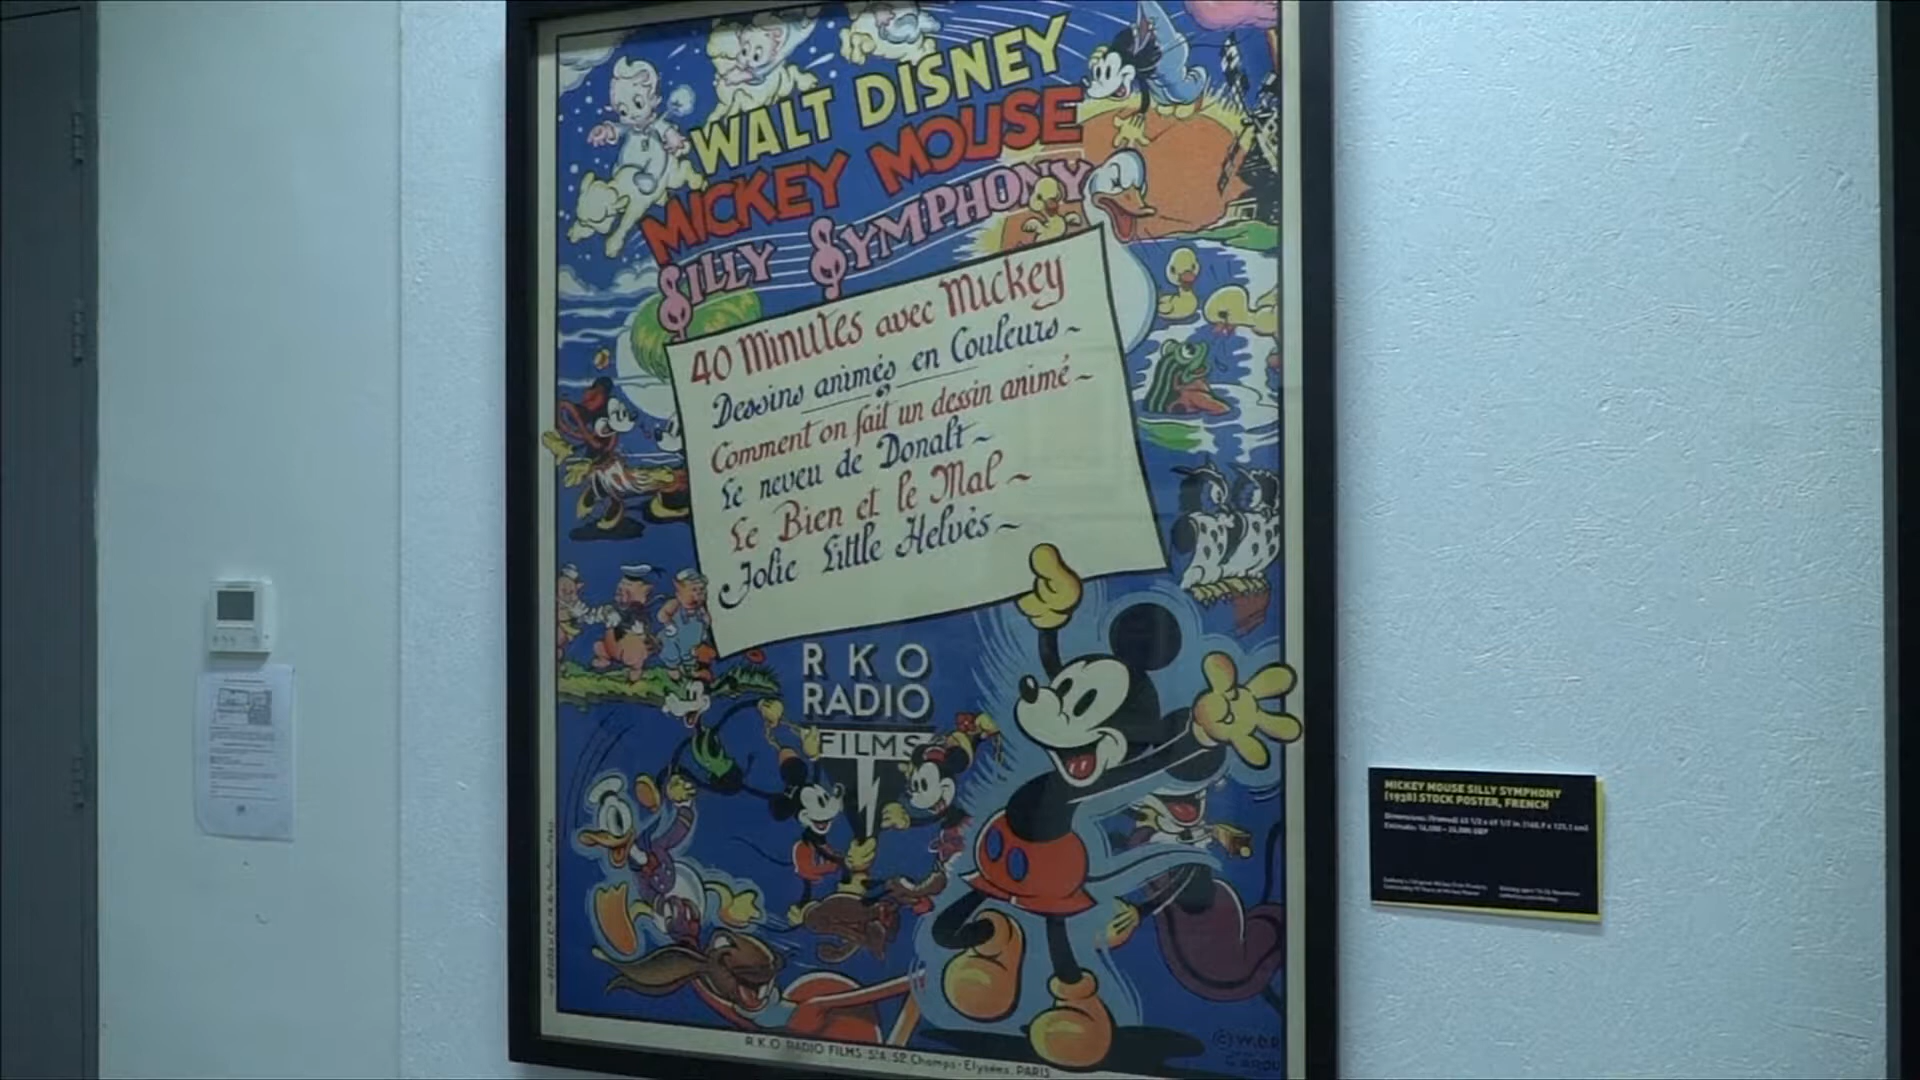 WALT DISNEY
MICKEY MOUSE
SILLY SYMPHONY
40 Minutes avec Mickey
Dessins animés en Couleurs~
Comment on fait un dessin animé~
Le neveu de Donalt~
Le Bien et le Mal~
Jolie Little Helvès~
RKO
RADIO
FILMS
R.K.O RADIO FILMS. S.A. 52. Champs-Elysées. PARIS
MICKEY MOUSE SILLY SYMPHONY
(1938) STOCK POSTER, FRENCH